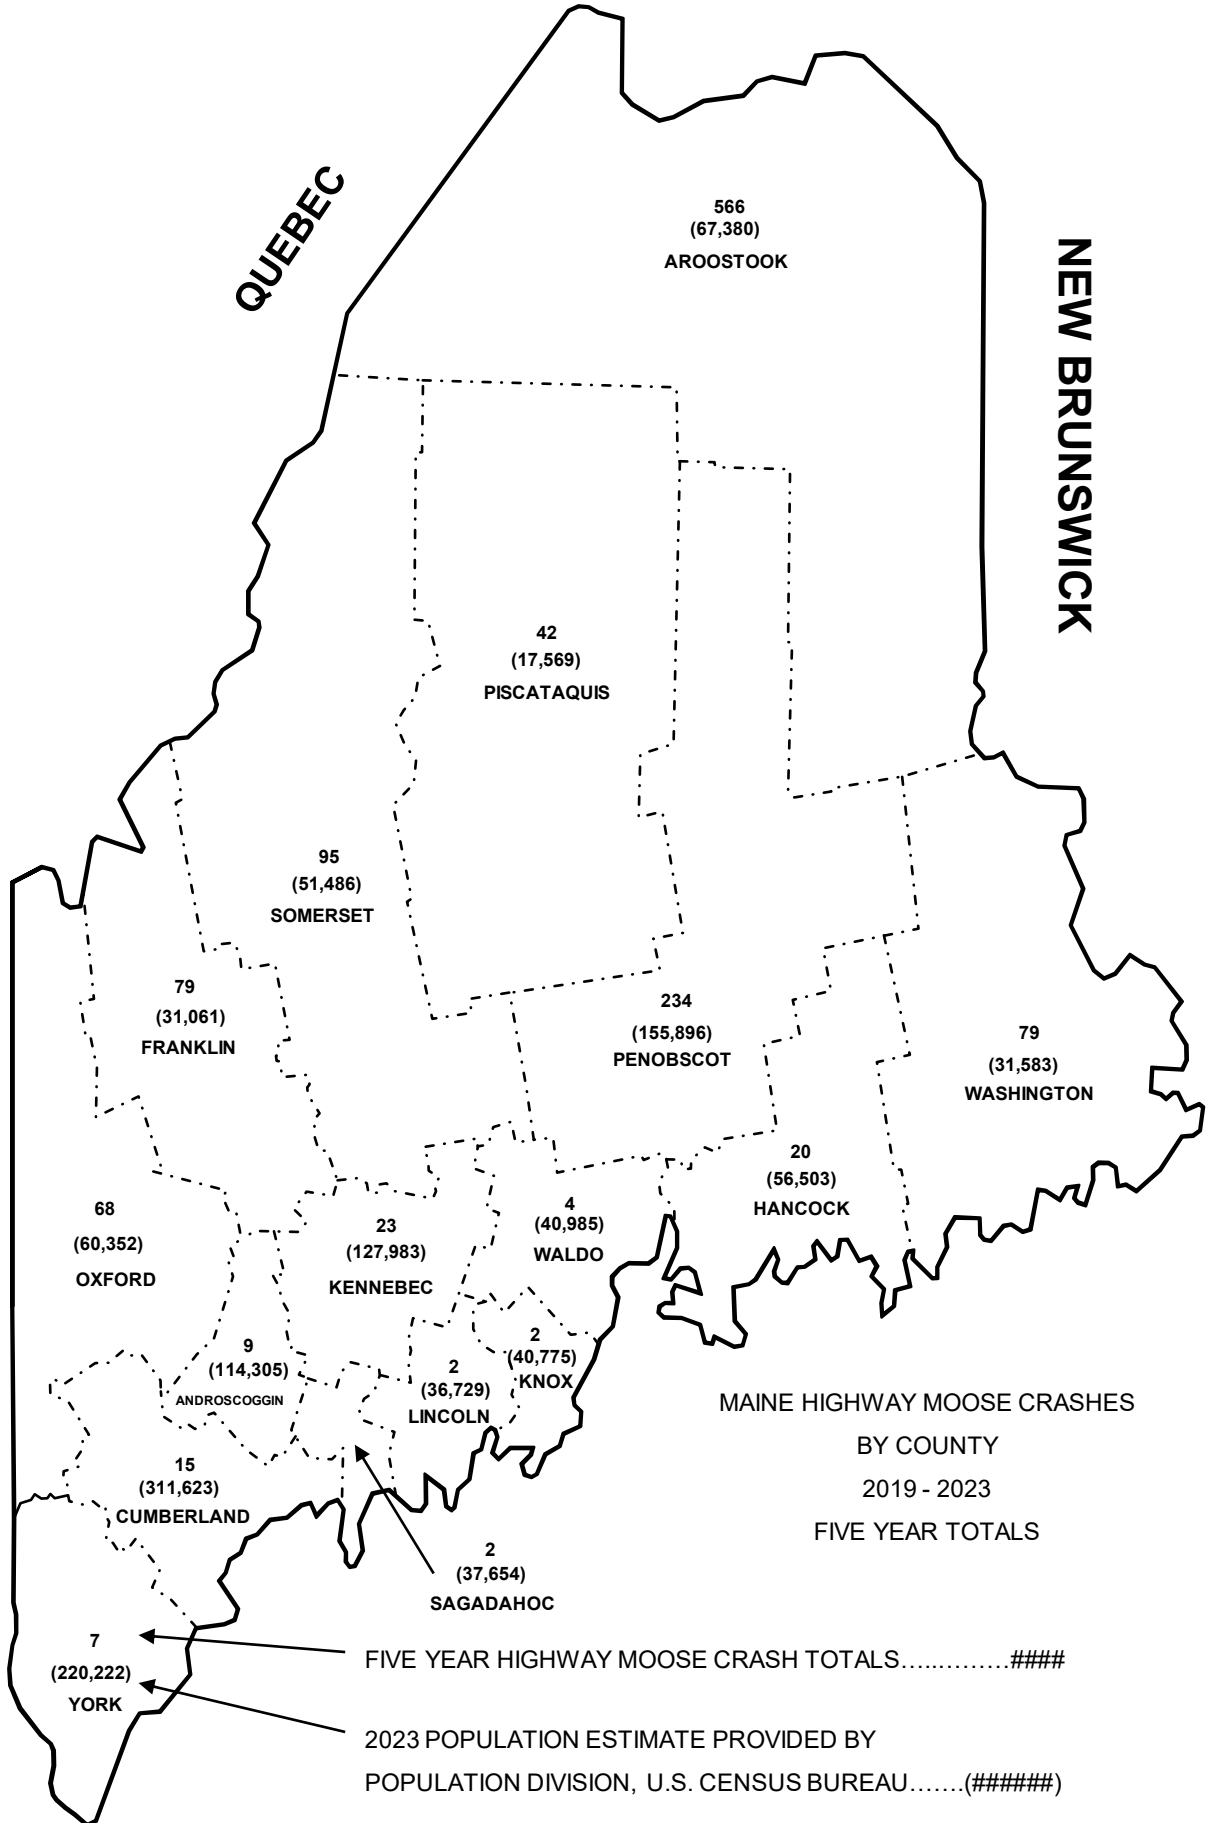 QUEBEC
NEW BRUNSWICK
566
(67,380)
AROOSTOOK
42
(17,569)
PISCATAQUIS
95
(51,486)
SOMERSET
79
(31,061)
FRANKLIN
234
(155,896)
PENOBSCOT
79
(31,583)
WASHINGTON
20
(56,503)
HANCOCK
68
(60,352)
OXFORD
23
(127,983)
KENNEBEC
4
(40,985)
WALDO
9
(114,305)
ANDROSCOGGIN
2
(36,729)
LINCOLN
2
(40,775)
KNOX
15
(311,623)
CUMBERLAND
2
(37,654)
SAGADAHOC
7
(220,222)
YORK
MAINE HIGHWAY MOOSE CRASHES
BY COUNTY
2019 - 2023
FIVE YEAR TOTALS
FIVE YEAR HIGHWAY MOOSE CRASH TOTALS..............####
2023 POPULATION ESTIMATE PROVIDED BY
POPULATION DIVISION, U.S. CENSUS BUREAU.......(######)